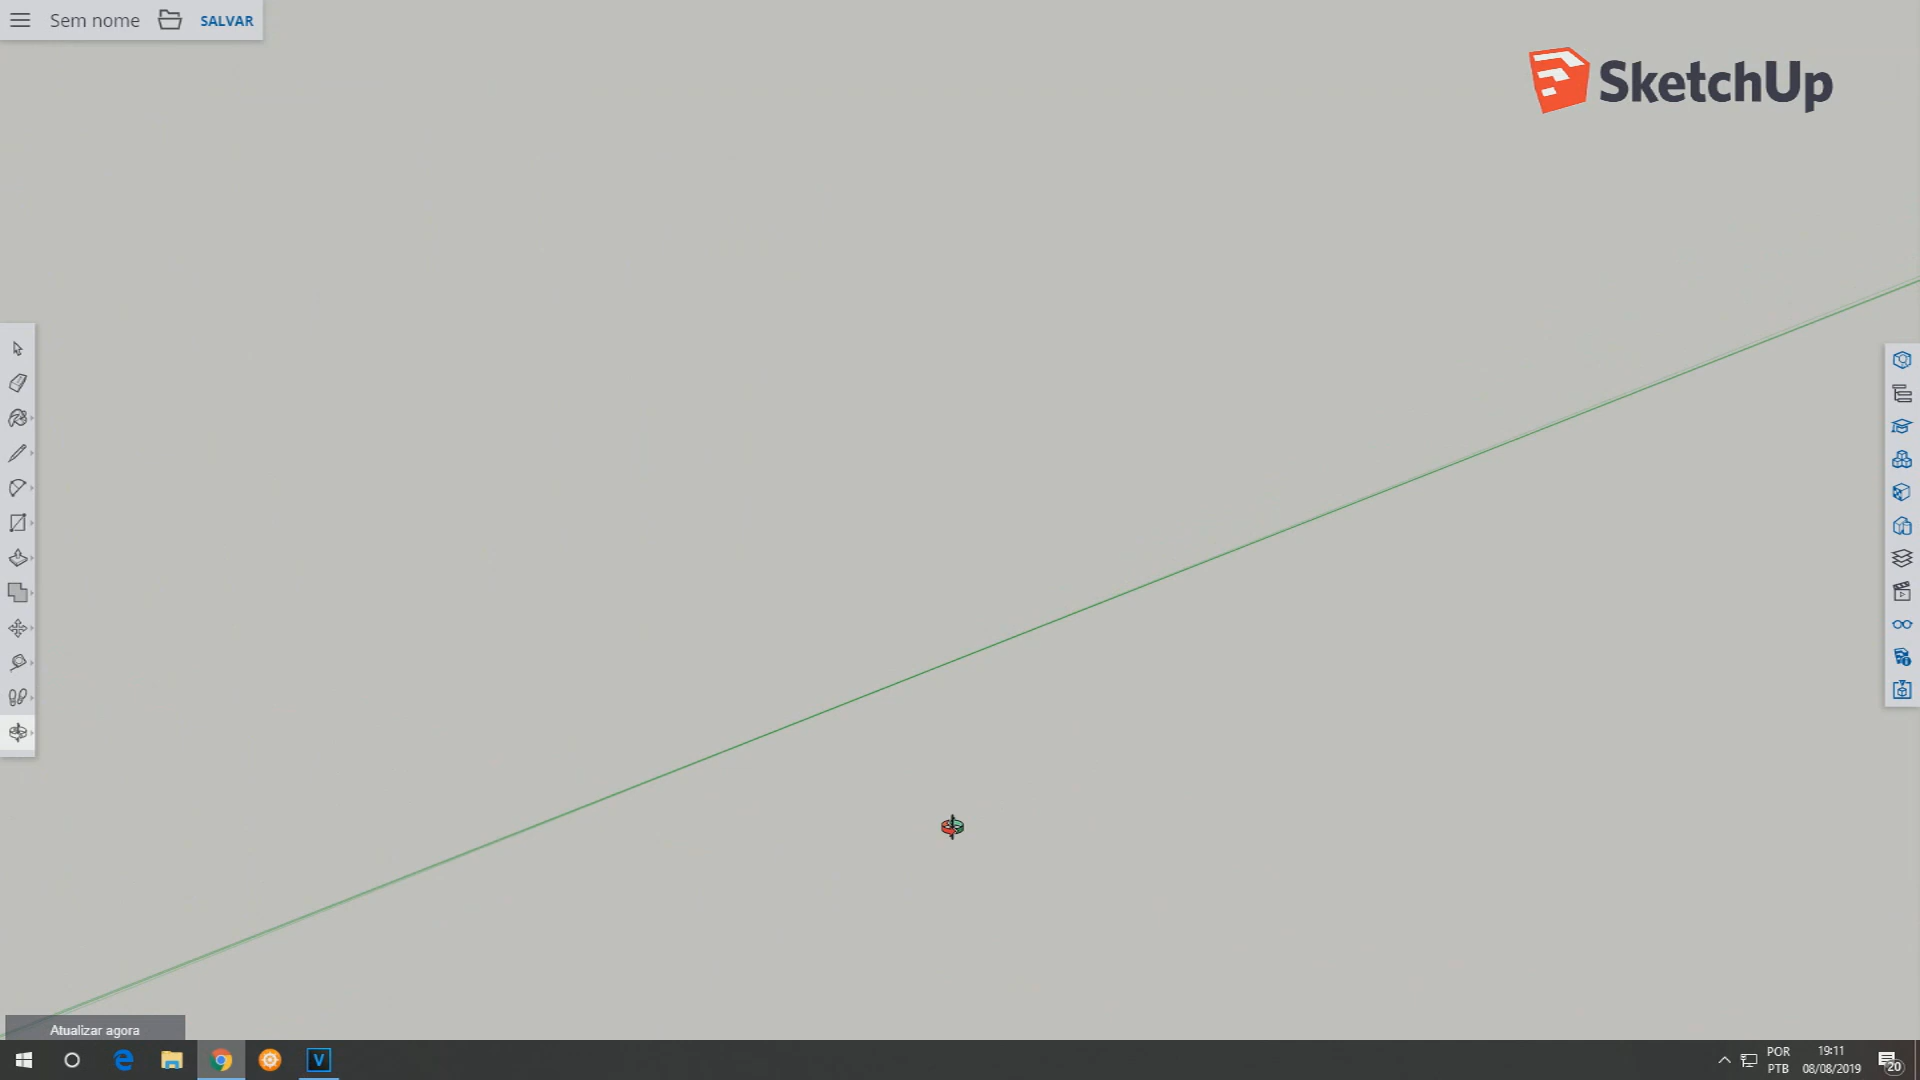 Sem nome
SALVAR
SketchUp
Atualizar agora
V
POR
PTB
19:11
08/08/2019
20